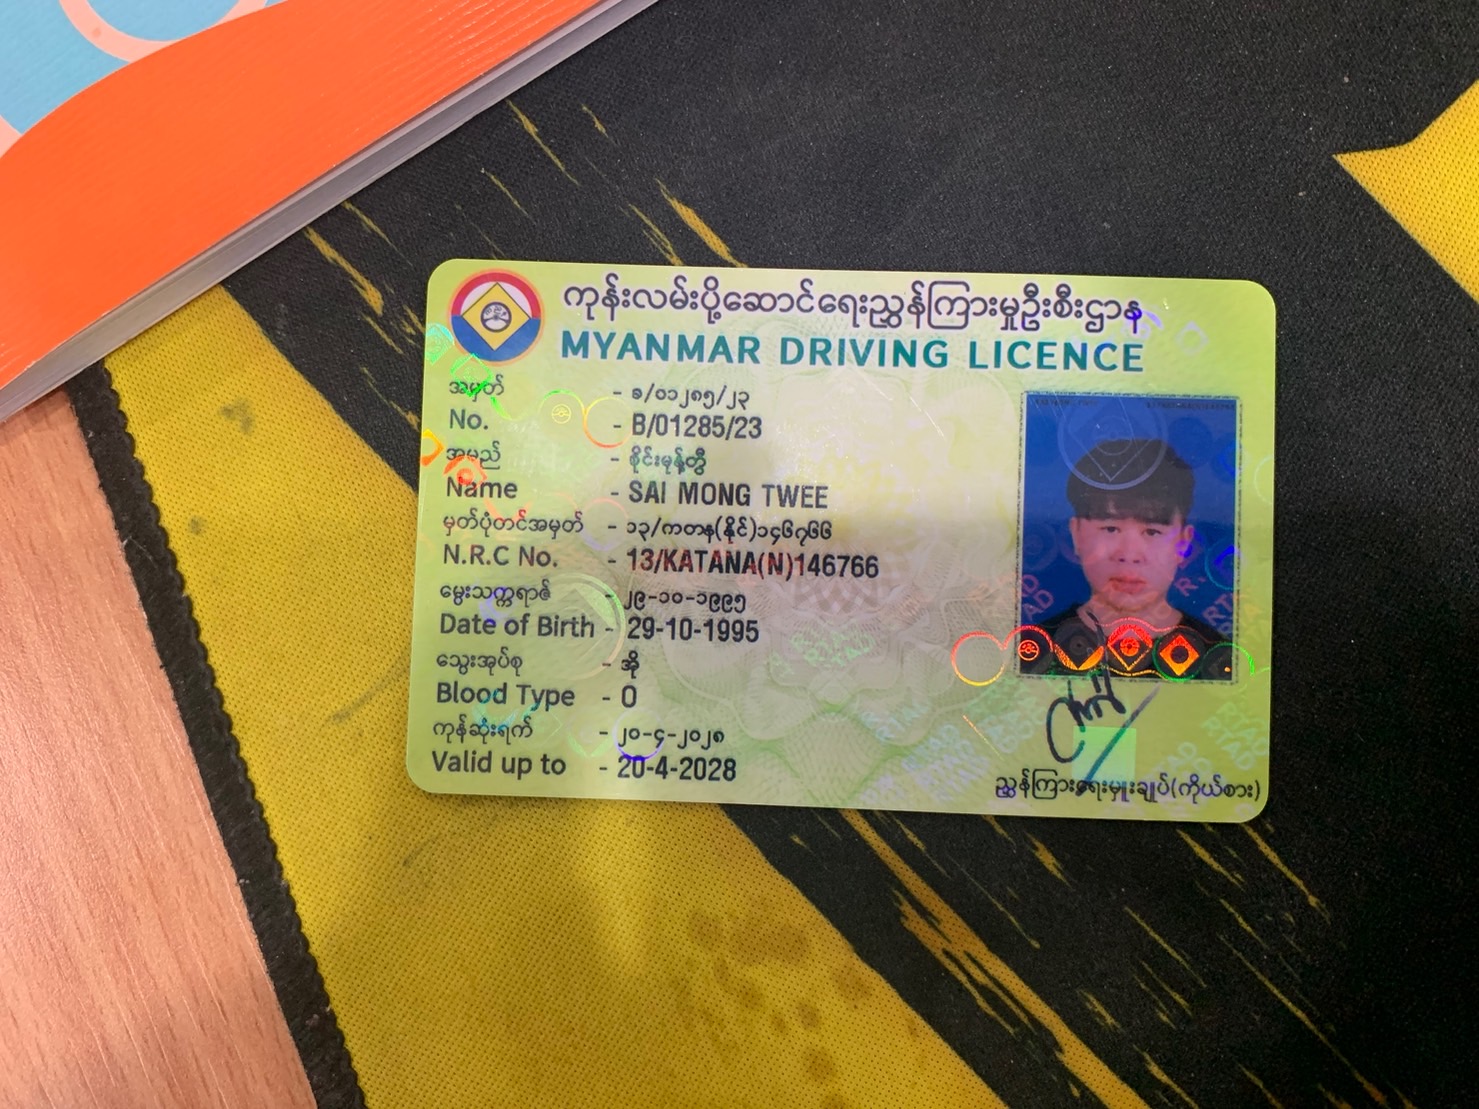 ကုန်းလမ်းပို့ဆောင်ရေးညွှန်ကြားမှုဦးစီးဌာန
MYANMAR DRIVING LICENCE
အမှတ် - ခ/၀၁၂၈၅/၂၃
No. - B/01285/23
အမည် - စိုင်းမုန့်တွီ
Name - SAI MONG TWEE
မှတ်ပုံတင်အမှတ် - ၁၃/ကတန(နိုင်)၁၄၆၇၆၆
N.R.C No. - 13/KATANA(N)146766
မွေးသက္ကရာဇ် - ၂၉-၁၀-၁၉၉၅
Date of Birth - 29-10-1995
သွေးအုပ်စု - အို
Blood Type - O
ကုန်ဆုံးရက် - ၂၀-၄-၂၀၂၈
Valid up to - 20-4-2028
ညွှန်ကြားရေးမှူးချုပ်(ကိုယ်စား)